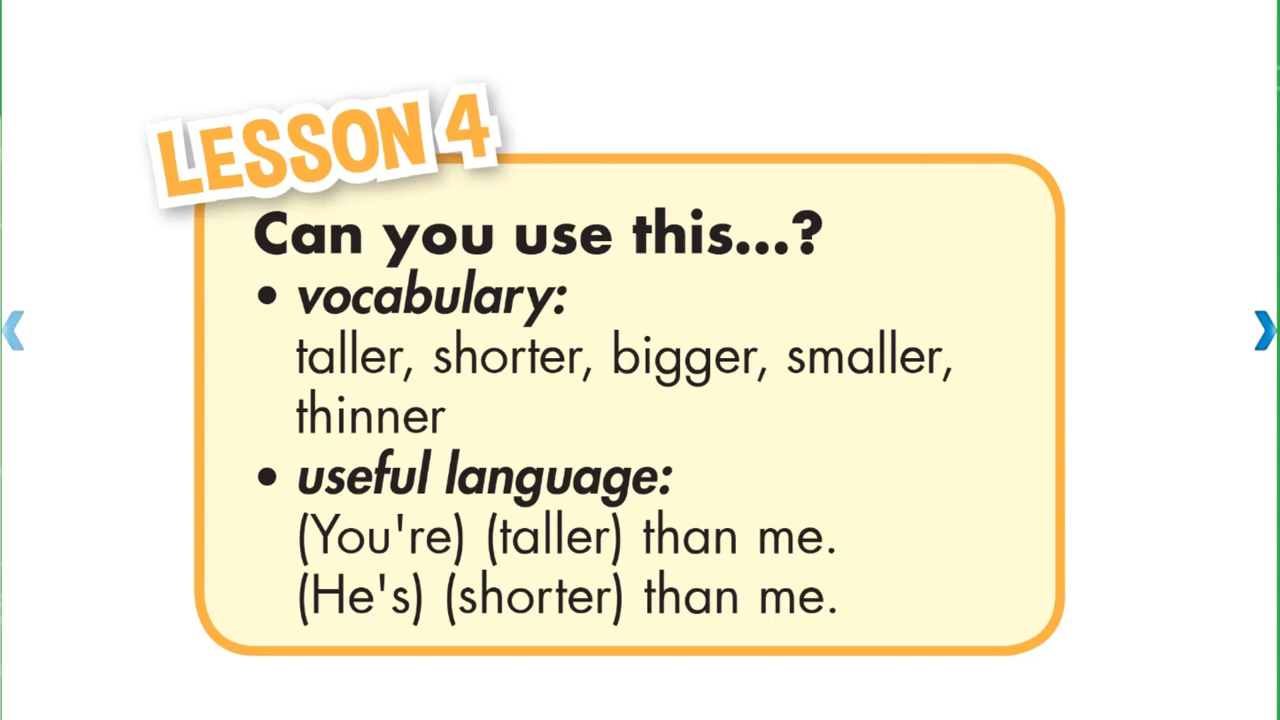 LESSON 4
Can you use this...?
• vocabulary:
taller, shorter, bigger, smaller,
thinner
• useful language:
(You're) (taller) than me.
(He's) (shorter) than me.